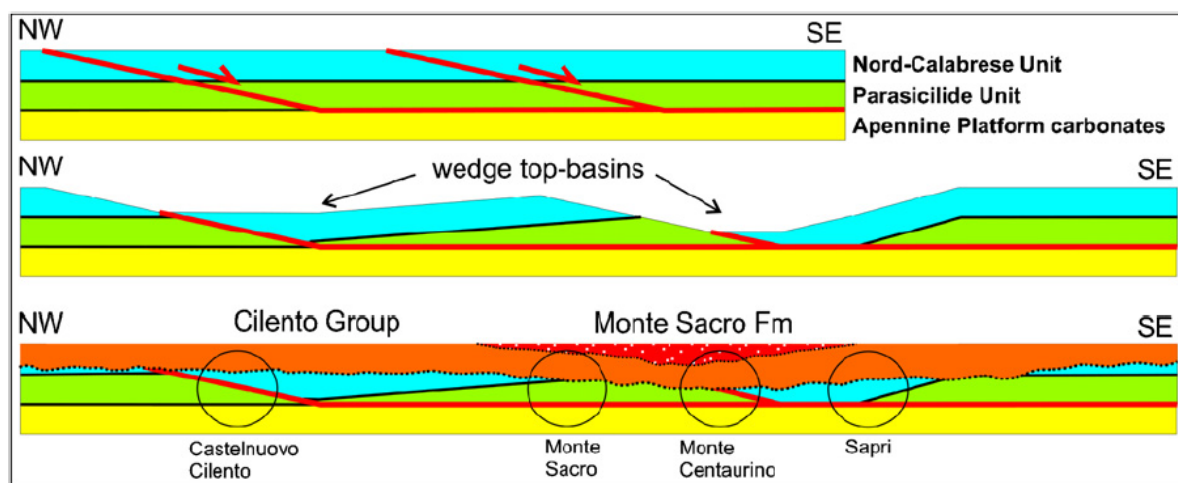 NW SE
Nord-Calabrese Unit
Parasicilide Unit
Apennine Platform carbonates
NW wedge top-basins SE
NW Cilento Group Monte Sacro Fm SE
Castelnuovo Monte Monte Sapri
Cilento Sacro Centaurino